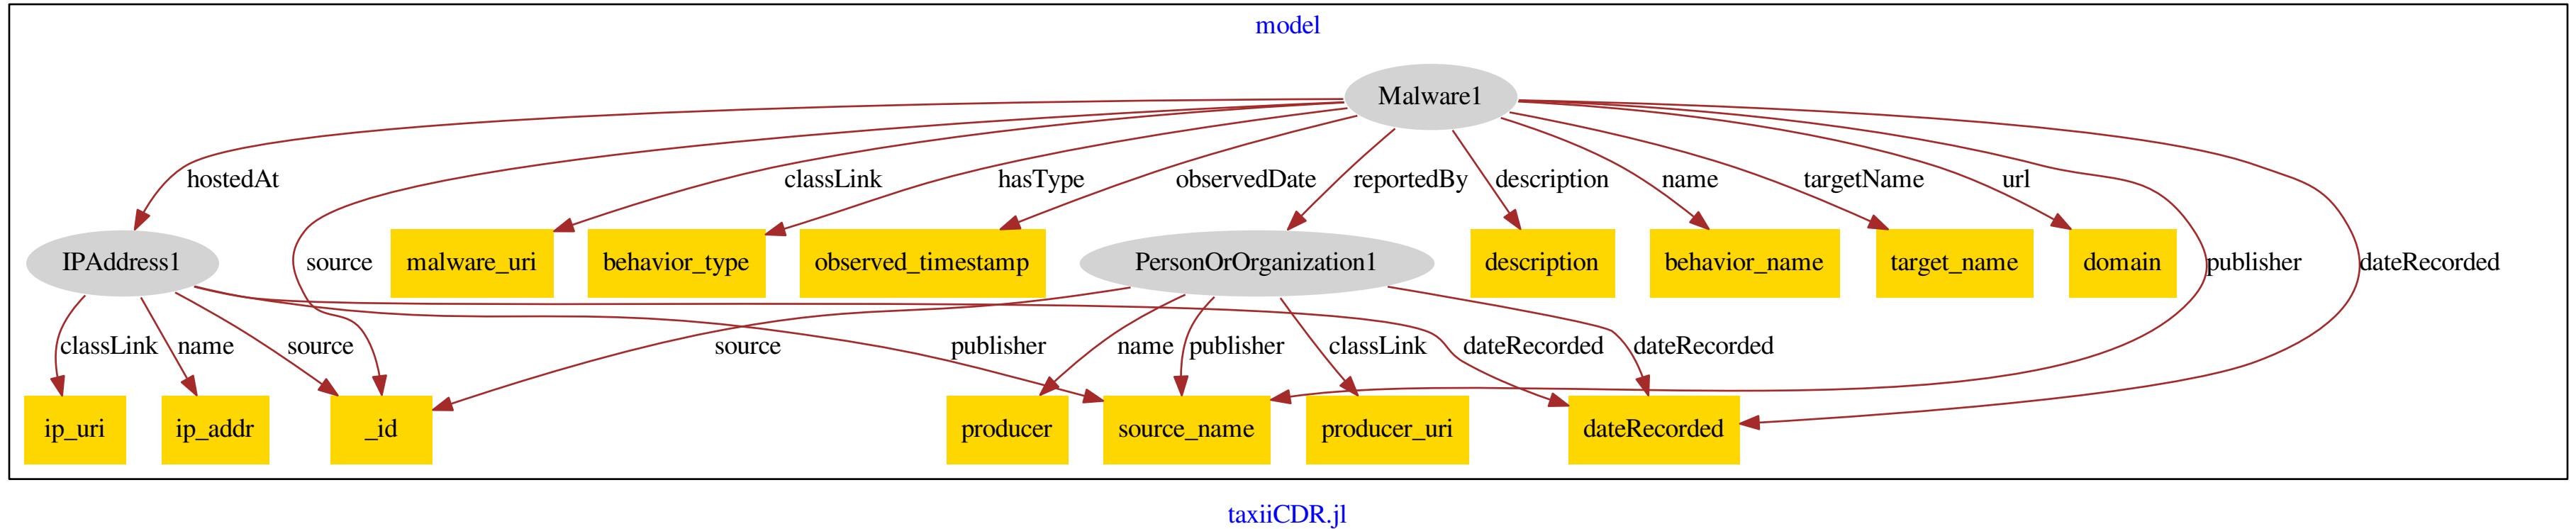 model
Malware1
hostedAt
classLink
hasType
observedDate
reportedBy
description
name
targetName
url
IPAddress1
source
malware_uri
behavior_type
observed_timestamp
PersonOrOrganization1
description
behavior_name
target_name
domain
publisher
dateRecorded
classLink
name
source
source
publisher
name
publisher
classLink
dateRecorded
dateRecorded
ip_uri
ip_addr
_id
producer
source_name
producer_uri
dateRecorded
taxiiCDR.jl